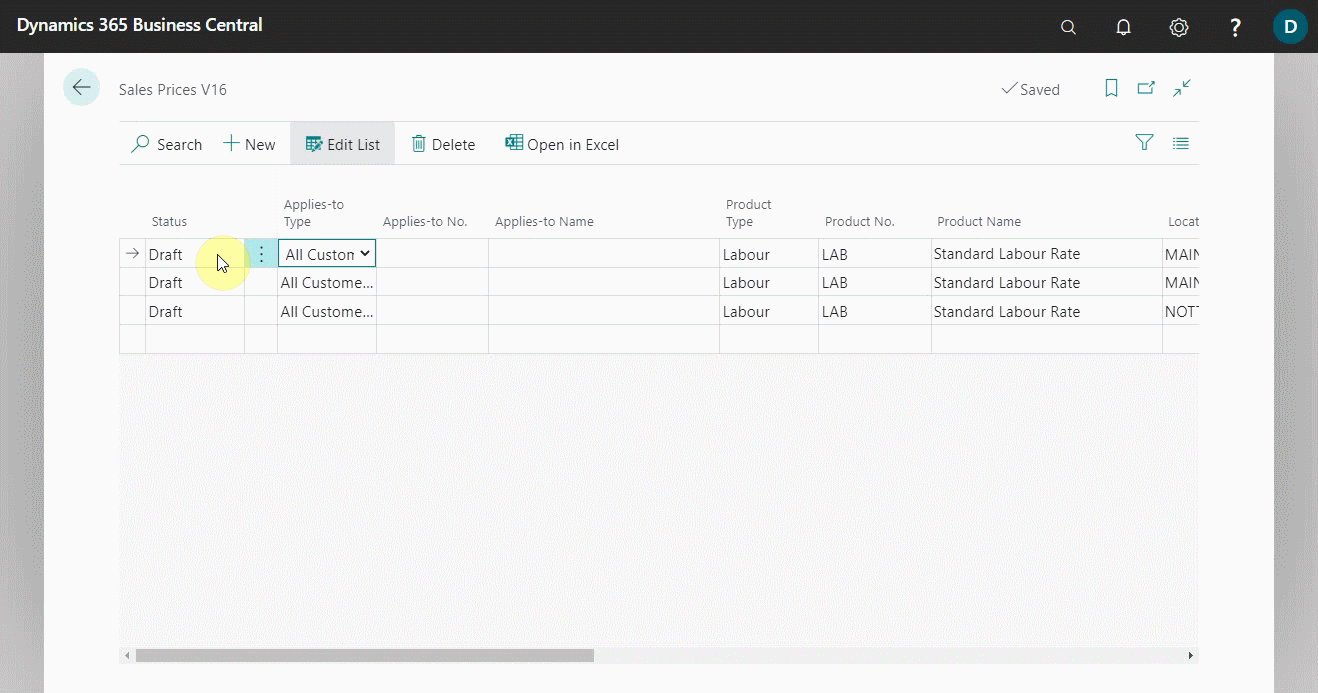 Dynamics 365 Business Central
? D
Sales Prices V16 Saved
Search New Edit List Delete Open in Excel
Status Applies-to Type Applies-to No. Applies-to Name Product Type Product No. Product Name Locat
Draft All Custom Labour LAB Standard Labour Rate MAIN
Draft All Custome... Labour LAB Standard Labour Rate MAIN
Draft All Custome... Labour LAB Standard Labour Rate NOTT